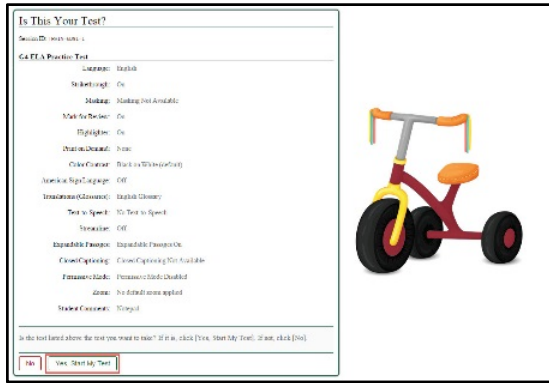 Is This Your Test?
Session ID:
G4 ELA Practice Test
Language: English
Strikethrough: On
Masking: Masking Not Available
Mark for Review: On
Highlighter: On
Print on Demand: None
Color Contrast: Black on White (default)
American Sign Language: Off
Translations (Glossaries): English Glossary
Text-to-Speech: No Text-to-Speech
Streamline: Off
Expandable Passages: Expandable Passages On
Closed Captioning: Closed Captioning Not Available
Permissive Mode: Permissive Mode Disabled
Zoom: No default zoom applied
Student Comments: Notepad
Is the test listed above the test you want to take? If it is, click [Yes, Start My Test]. If not, click [No].
No Yes, Start My Test